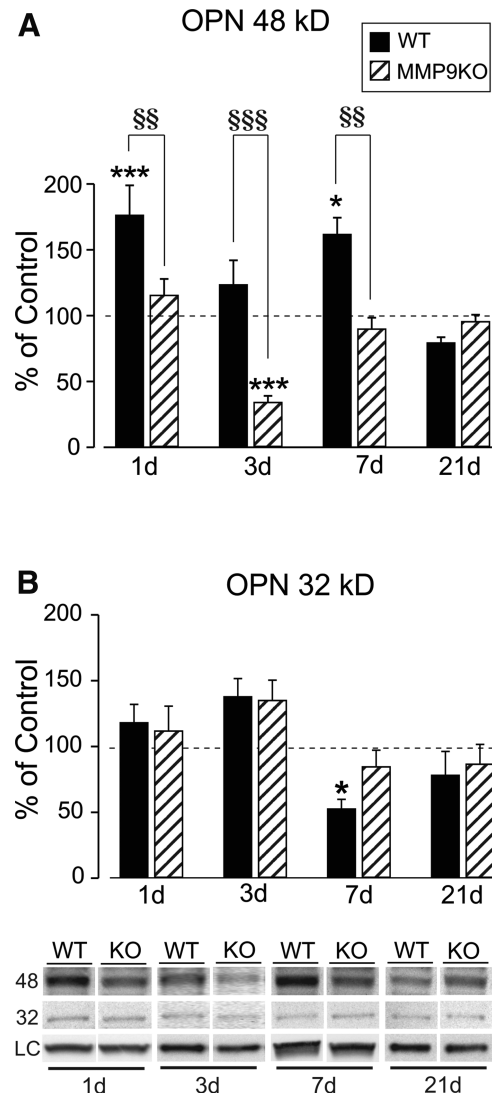 A
OPN 48 kD
WT
MMP9KO
§§
§§§
§§
***
*
***
200
150
100
50
0
% of Control
1d
3d
7d
21d
B
OPN 32 kD
200
150
100
50
0
% of Control
*
1d
3d
7d
21d
WT KO WT KO WT KO WT KO
48
32
LC
1d 3d 7d 21d